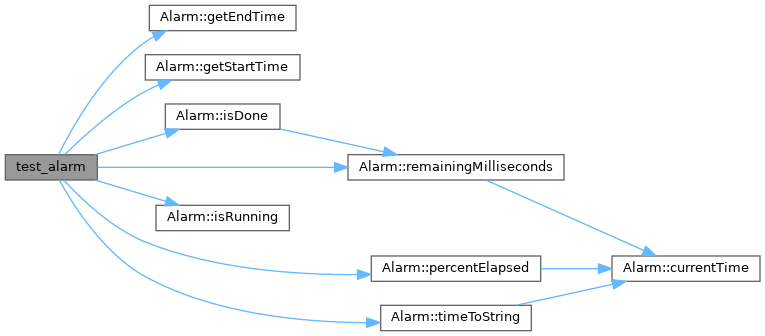 Alarm::getEndTime
Alarm::getStartTime
Alarm::isDone
test_alarm
Alarm::remainingMilliseconds
Alarm::isRunning
Alarm::percentElapsed
Alarm::currentTime
Alarm::timeToString